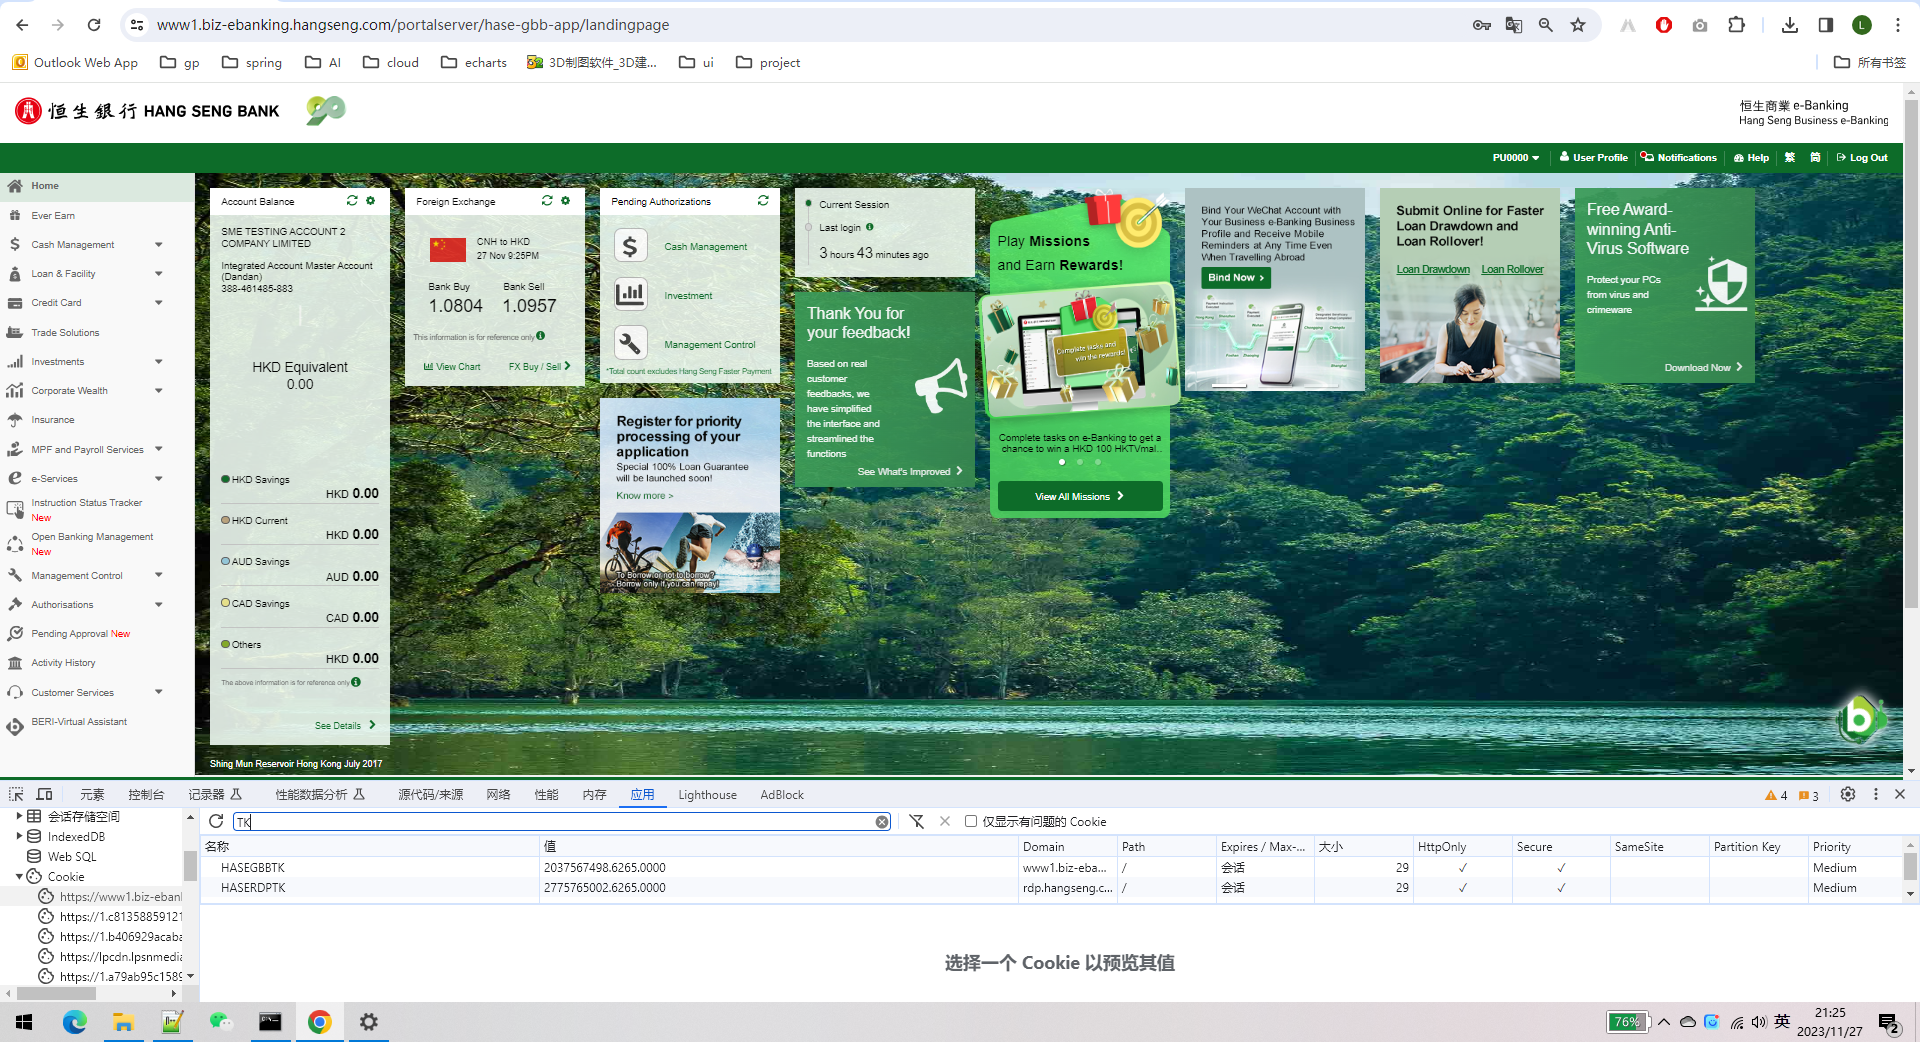 www1.biz-ebanking.hangseng.com/portalserver/hase-gbb-app/landingpage
L
Outlook Web App
gp
spring
AI
cloud
echarts
3D制图软件_3D建...
ui
project
所有书签
恒生銀行 HANG SENG BANK
90
恒生商業 e-Banking
Hang Seng Business e-Banking
PU0000
User Profile
Notifications
Help
繁
简
Log Out
Home
Ever Earn
Cash Management
Loan & Facility
Credit Card
Trade Solutions
Investments
Corporate Wealth
Insurance
MPF and Payroll Services
e-Services
Instruction Status Tracker
New
Open Banking Management
New
Management Control
Authorisations
Pending Approval New
Activity History
Customer Services
BERI-Virtual Assistant
Account Balance
SME TESTING ACCOUNT 2
COMPANY LIMITED
Integrated Account Master Account
(Dandan)
388-461485-883
HKD Equivalent
0.00
HKD Savings
HKD 0.00
HKD Current
HKD 0.00
AUD Savings
AUD 0.00
CAD Savings
CAD 0.00
Others
HKD 0.00
The above information is for reference only
See Details
Shing Mun Reservoir Hong Kong July 2017
Foreign Exchange
CNH to HKD
27 Nov 9:25PM
Bank Buy
Bank Sell
1.0804
1.0957
This information is for reference only
View Chart
FX Buy / Sell
Pending Authorizations
Cash Management
Investment
Management Control
*Total count excludes Hang Seng Faster Payment
Register for priority
processing of your
application
Special 100% Loan Guarantee
will be launched soon!
Know more >
To Borrow or not to borrow?
Borrow only if you can repay!
Current Session
Last login
3 hours 43 minutes ago
Thank You for
your feedback!
Based on real
customer
feedbacks, we
have simplified
the interface and
streamlined the
functions
See What's Improved
Play Missions
and Earn Rewards!
Complete tasks and
win the rewards!
Complete tasks on e-Banking to get a
chance to win a HKD 100 HKTVmal..
View All Missions
Bind Your WeChat Account with
Your Business e-Banking Business
Profile and Receive Mobile
Reminders at Any Time Even
When Travelling Abroad
Bind Now
Submit Online for Faster
Loan Drawdown and
Loan Rollover!
Loan Drawdown
Loan Rollover
Free Award-
winning Anti-
Virus Software
Protect your PCs
from virus and
crimeware
Download Now
b
元素
控制台
记录器
性能数据分析
源代码/来源
网络
性能
内存
应用
Lighthouse
AdBlock
4
3
会话存储空间
IndexedDB
Web SQL
Cookie
https://www1.biz-eban
https://1.c81358859121
https://1.b406929acaba
https://lpcdn.lpsnmedia
https://1.a79ab95c1589
TK
仅显示有问题的 Cookie
名称
值
Domain
Path
Expires / Max-...
大小
HttpOnly
Secure
SameSite
Partition Key
Priority
HASEGBBTK
2037567498.6265.0000
www1.biz-eba...
/
会话
29
✓
✓
Medium
HASERDPTK
2775765002.6265.0000
rdp.hangseng.c...
/
会话
29
✓
✓
Medium
选择一个 Cookie 以预览其值
76%
英
21:25
2023/11/27
2